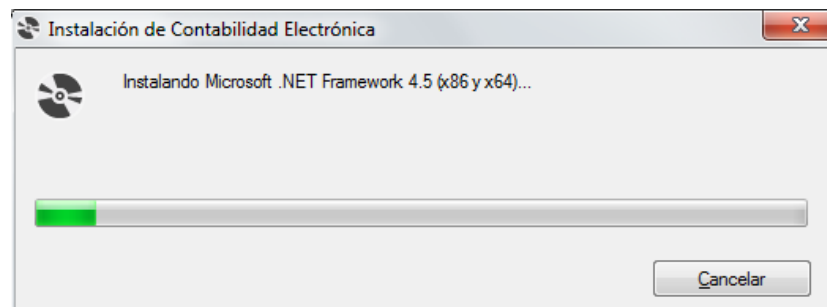 Instalación de Contabilidad Electrónica
Instalando Microsoft .NET Framework 4.5 (x86 y x64)...
Cancelar